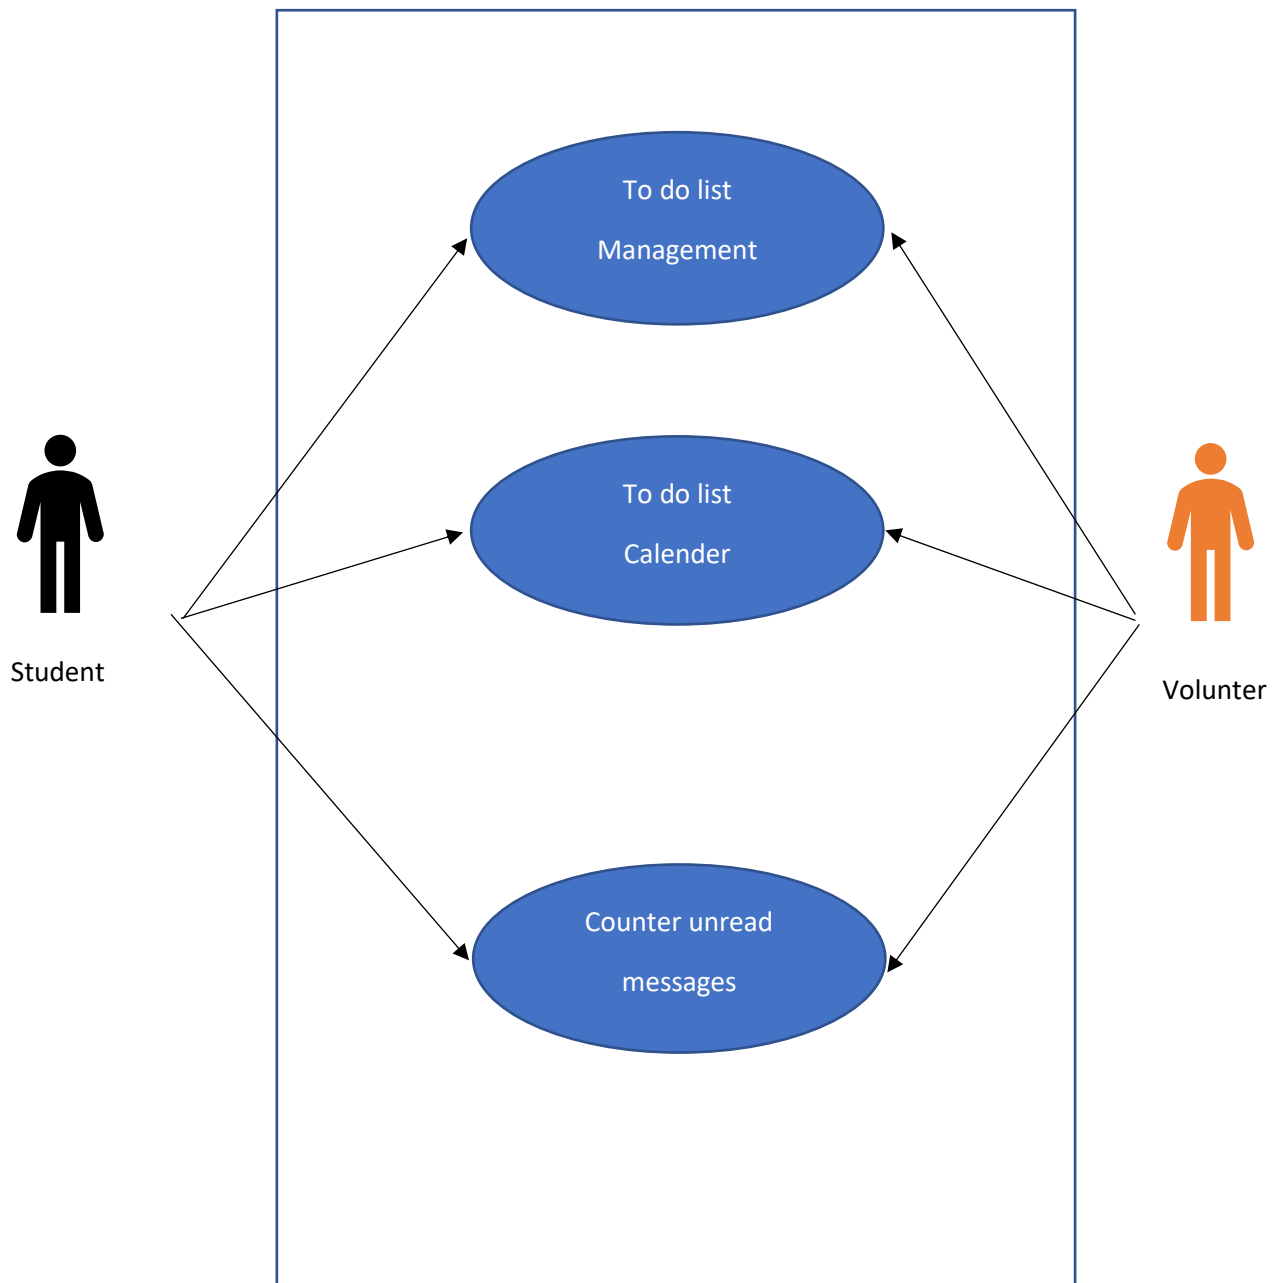 To do list
Management
To do list
Calender
Student
Volunter
Counter unread
messages